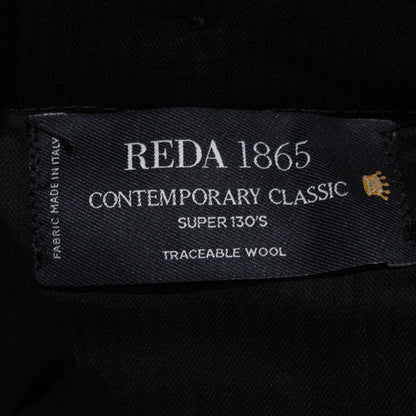 REDA 1865
CONTEMPORARY CLASSIC
SUPER 130'S
TRACEABLE WOOL
FABRIC MADE IN ITALY